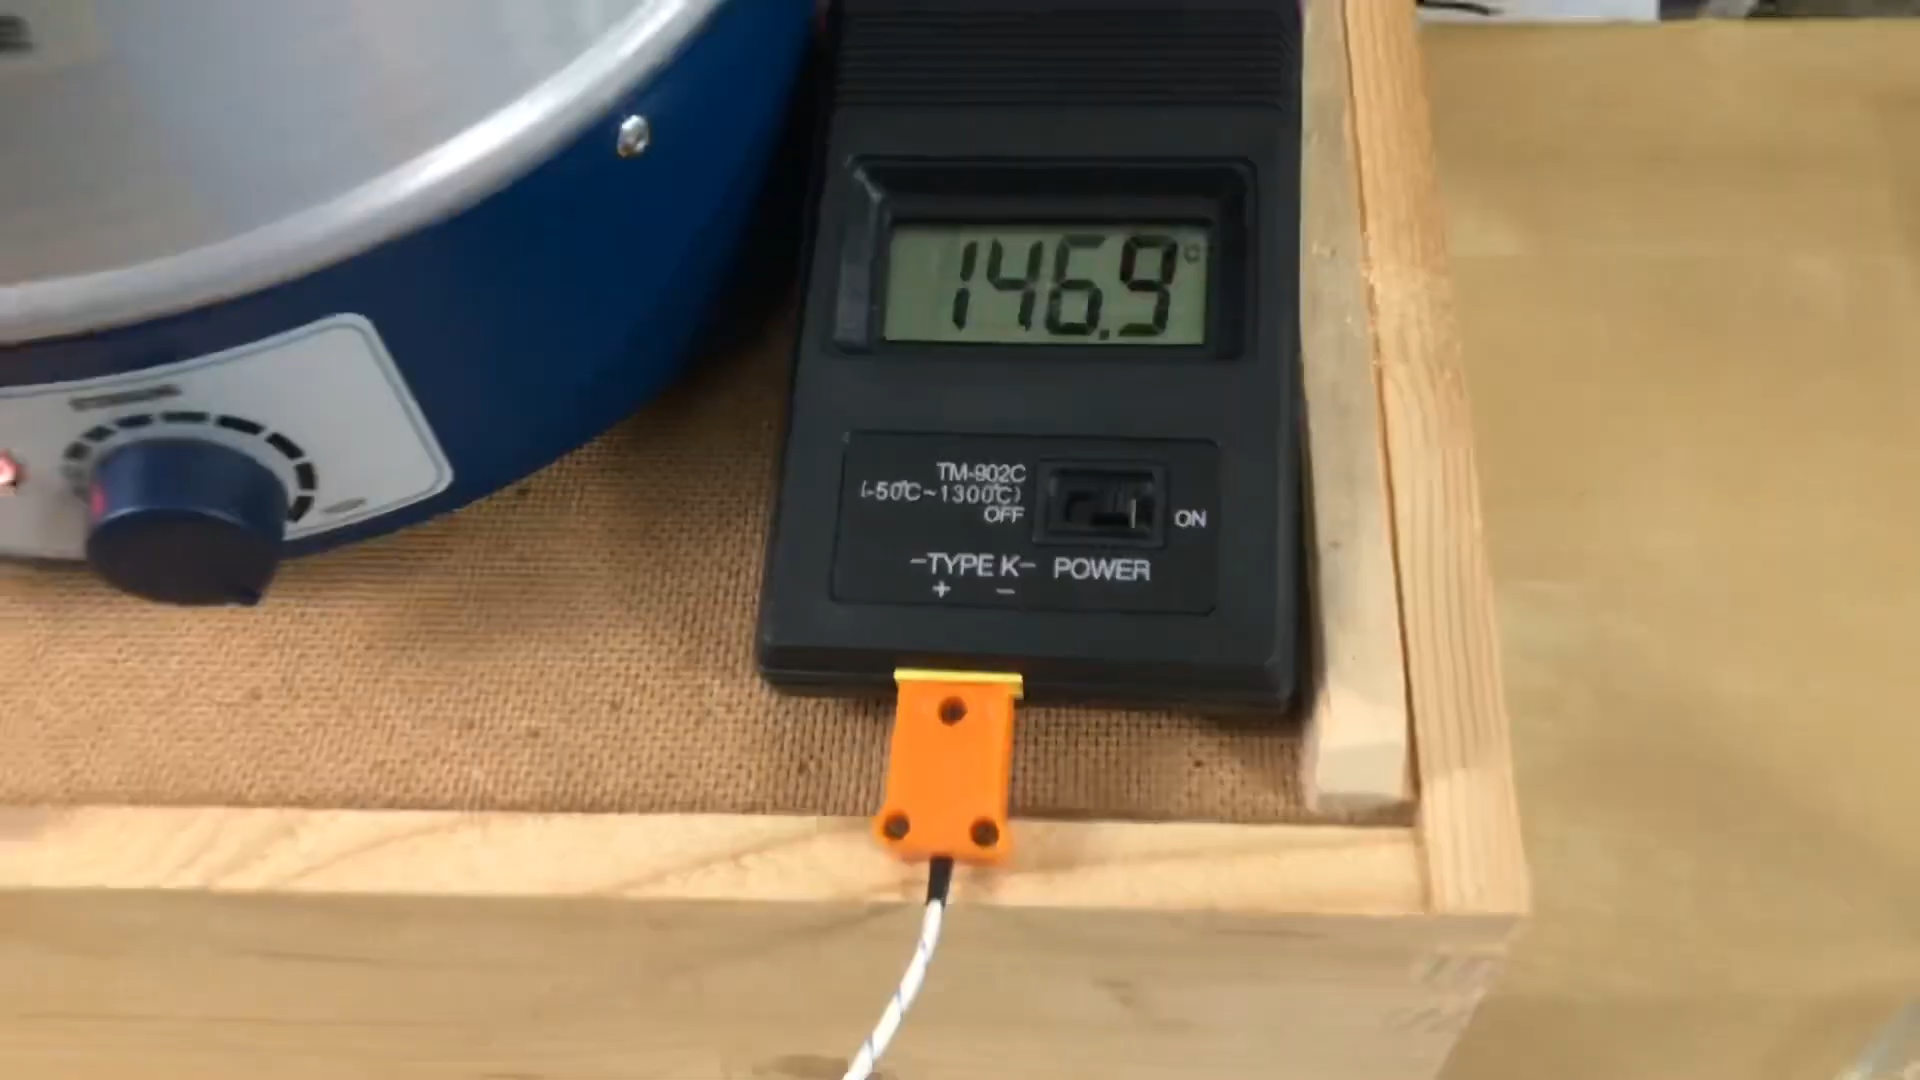 146.9 °C
TM-902C
(-50℃~1300℃)
OFF
ON
-TYPE K- POWER
+ −